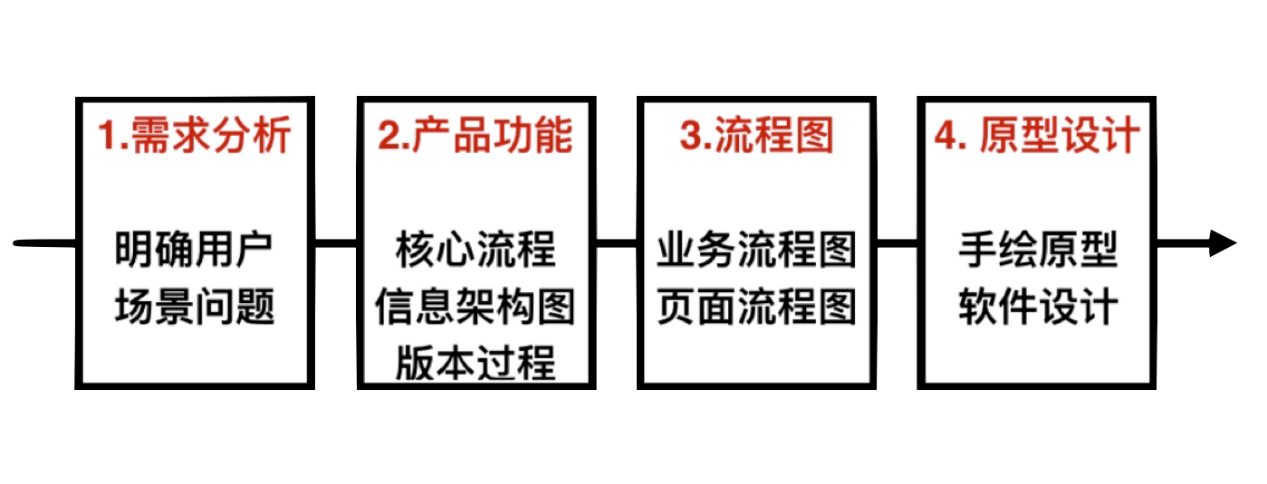 1.需求分析
明确用户
场景问题
2.产品功能
核心流程
信息架构图
版本过程
3.流程图
业务流程图
页面流程图
4. 原型设计
手绘原型
软件设计